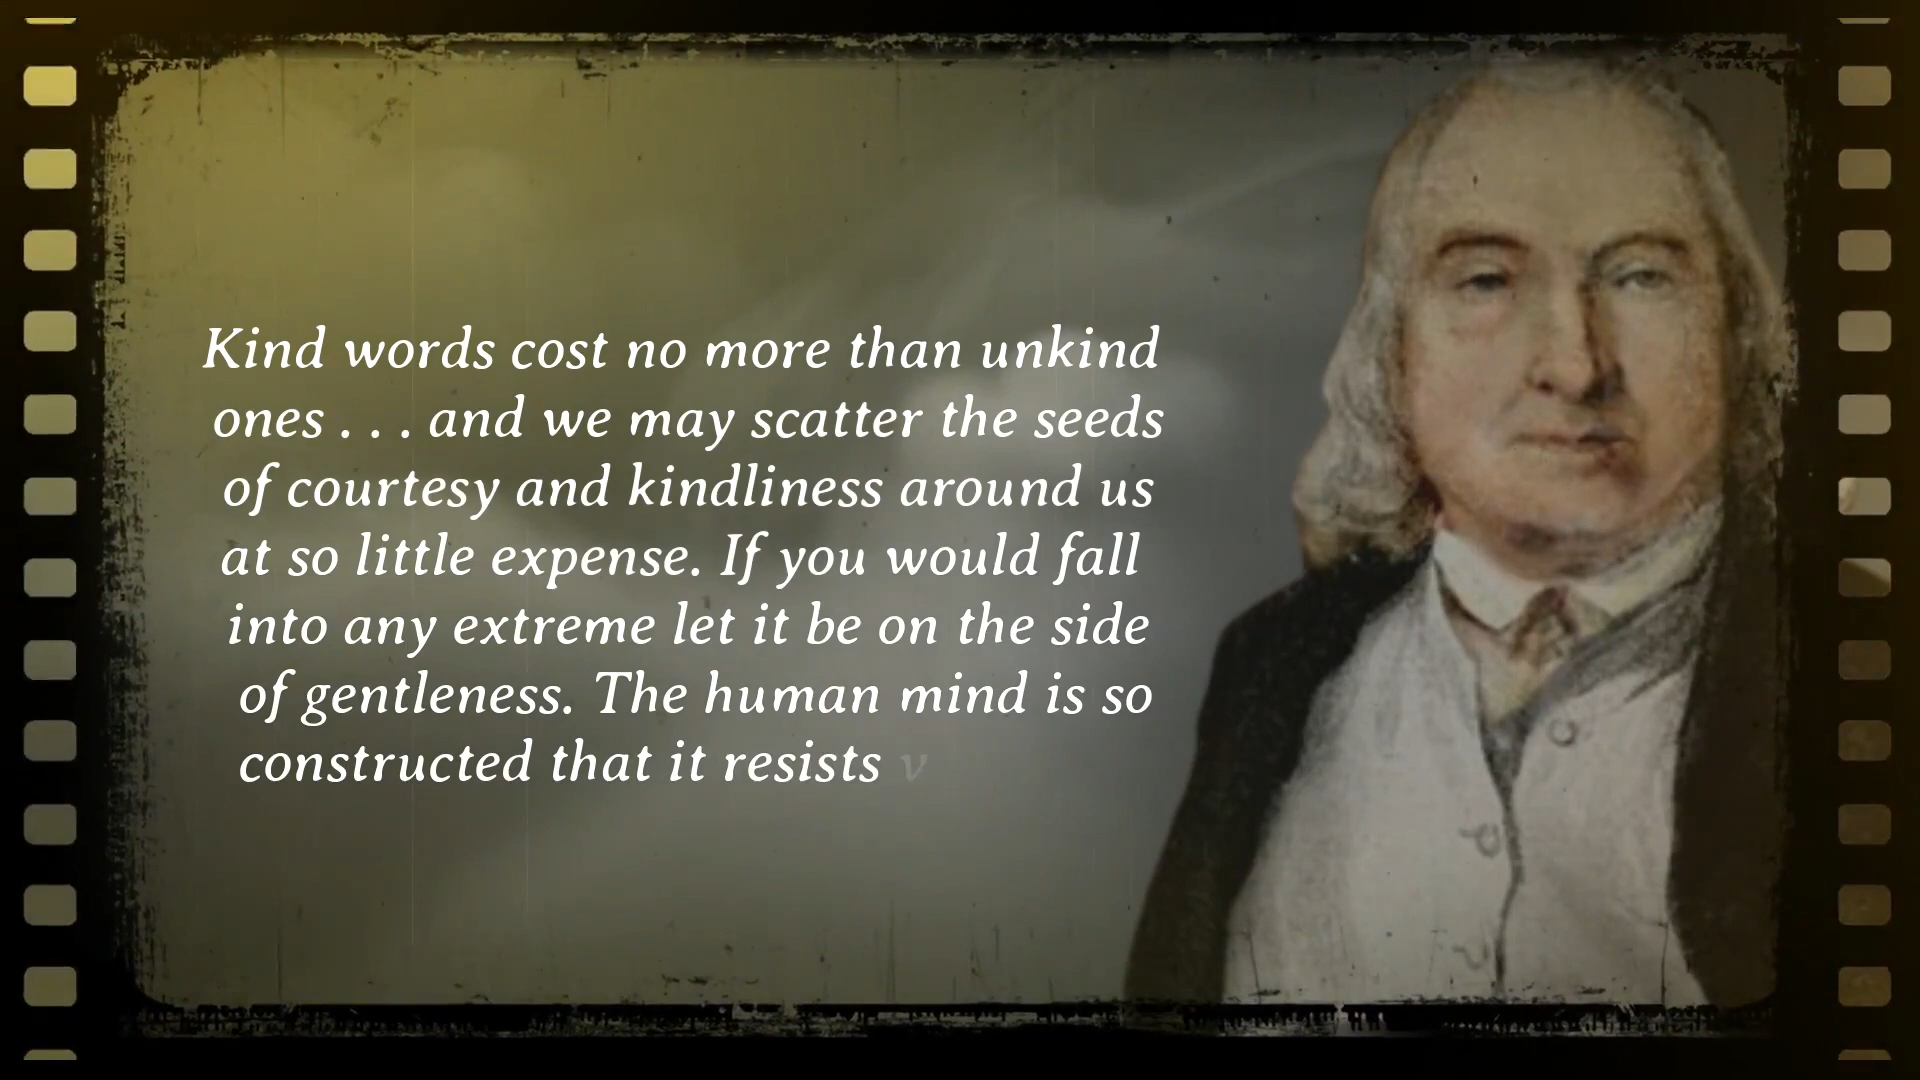 Kind words cost no more than unkind
ones . . . and we may scatter the seeds
of courtesy and kindliness around us
at so little expense. If you would fall
into any extreme let it be on the side
of gentleness. The human mind is so
constructed that it resists v